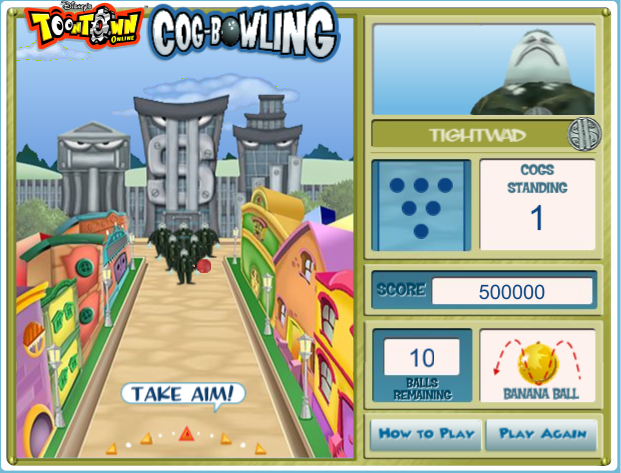 Disney's
TOONTOWN
ONLINE
COG-BOWLING
TIGHTWAD
COGS
STANDING
1
SCORE 500000
10
BALLS
REMAINING
BANANA BALL
TAKE AIM!
HOW TO PLAY
PLAY AGAIN